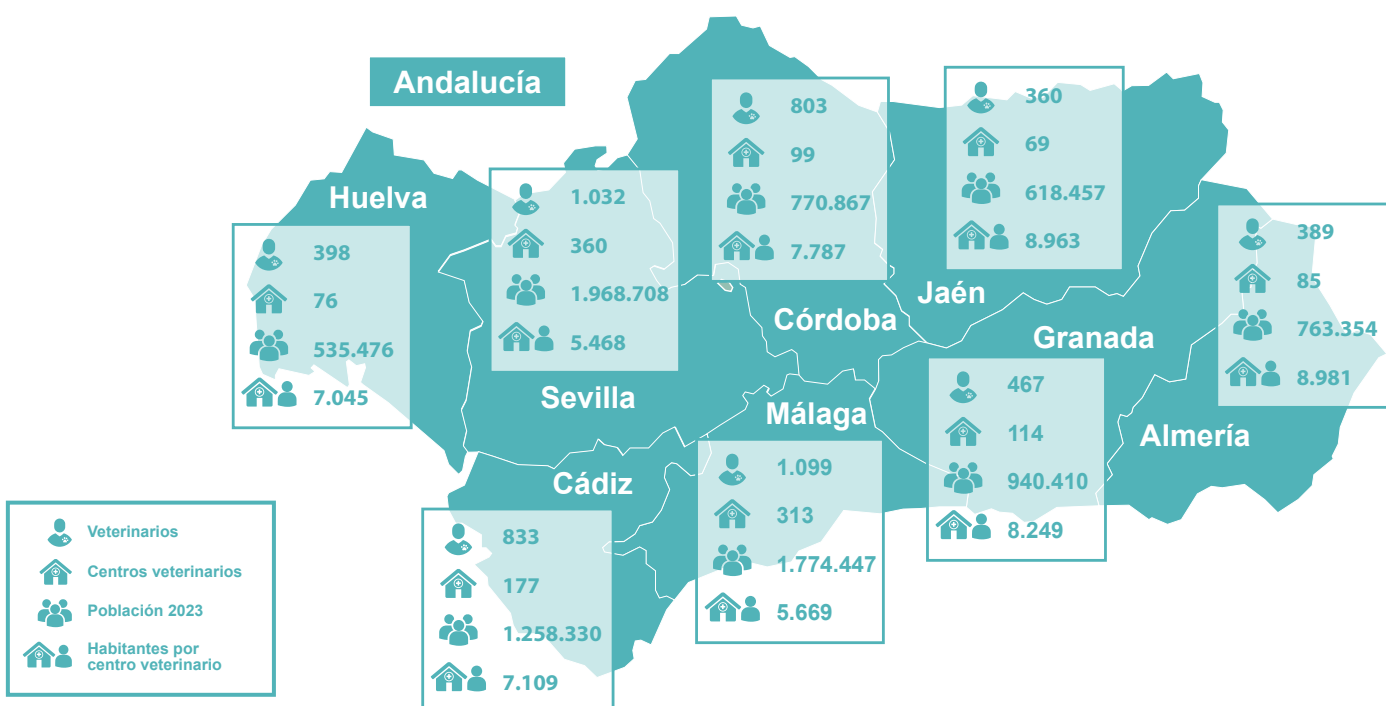 Andalucía
Huelva
398
76
535.476
7.045
Sevilla
1.032
360
1.968.708
5.468
Córdoba
803
99
770.867
7.787
Jaén
360
69
618.457
8.963
Almería
389
85
763.354
8.981
Granada
467
114
940.410
8.249
Málaga
1.099
313
1.774.447
5.669
Cádiz
833
177
1.258.330
7.109
Veterinarios
Centros veterinarios
Población 2023
Habitantes por
centro veterinario